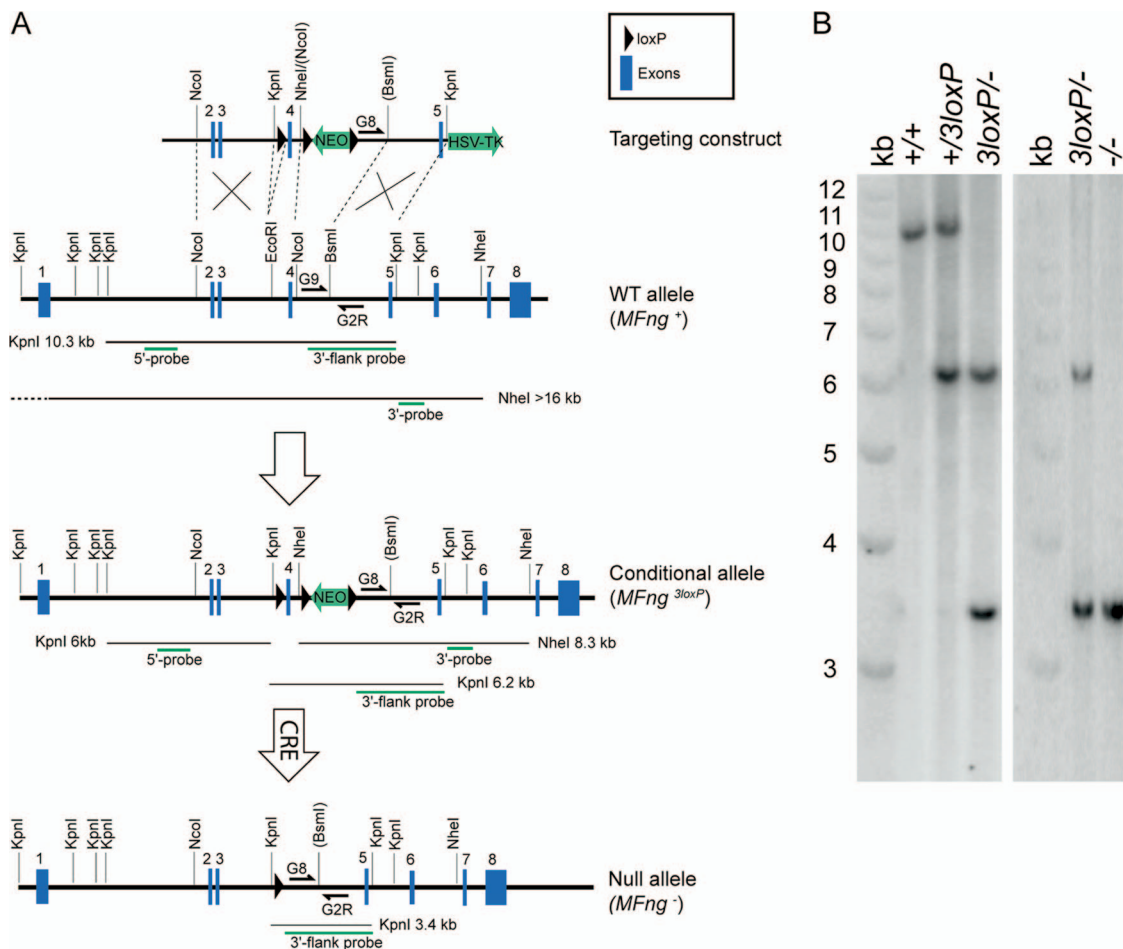 A
loxP
Exons
NcoI
KpnI
NheI/(NcoI)
(BsmI)
KpnI
2 3
4
5
G8
NEO
HSV-TK
Targeting construct
KpnI
KpnI
KpnI
KpnI
NcoI
EcoRI
NcoI
BsmI
KpnI
KpnI
NheI
1
2 3
4
G9
5
6
7
8
G2R
WT allele
(MFng +)
KpnI 10.3 kb
5'-probe
3'-flank probe
NheI >16 kb
3'-probe
KpnI
KpnI
KpnI
KpnI
NcoI
KpnI
NheI
(BsmI)
KpnI
KpnI
NheI
1
2 3
4
G8
5
6
7
8
NEO
G2R
Conditional allele
(MFng 3loxP)
KpnI 6kb
NheI 8.3 kb
5'-probe
3'-probe
KpnI 6.2 kb
3'-flank probe
CRE
KpnI
KpnI
KpnI
KpnI
NcoI
KpnI
(BsmI)
KpnI
KpnI
NheI
1
2 3
G8
5
6
7
8
G2R
Null allele
(MFng -)
KpnI 3.4 kb
3'-flank probe
B
kb
+/+
+/3loxP
3loxP/-
kb
3loxP/-
-/-
12
11
10
9
8
7
6
5
4
3